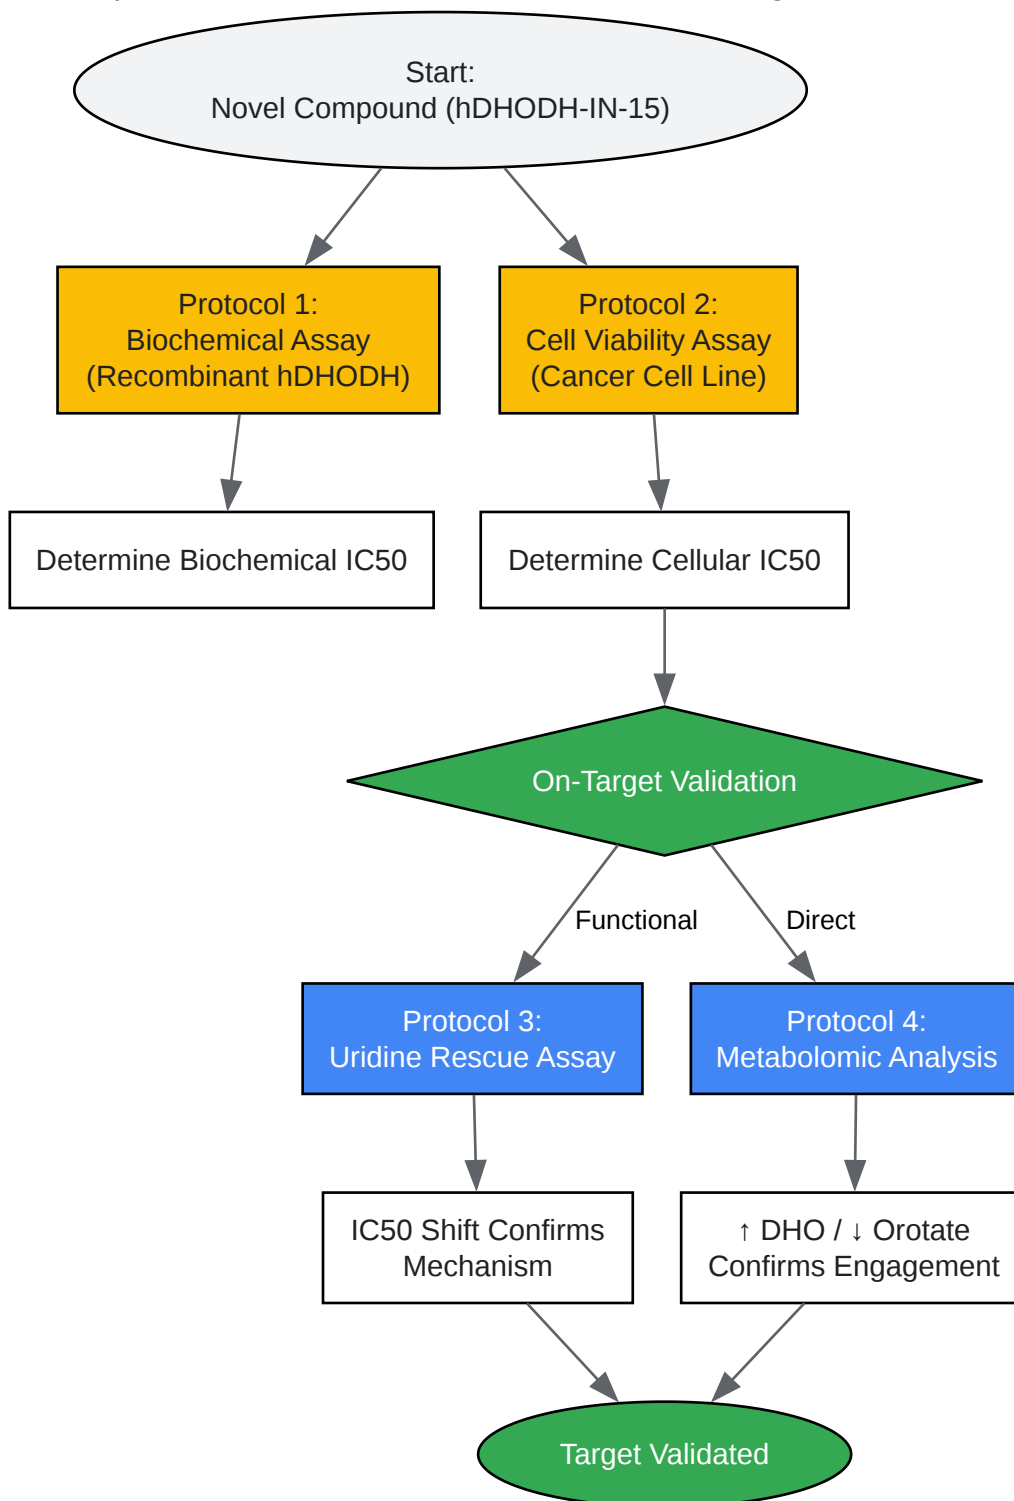 Start:
Novel Compound (hDHODH-IN-15)
Protocol 1:
Biochemical Assay
(Recombinant hDHODH)
Protocol 2:
Cell Viability Assay
(Cancer Cell Line)
Determine Biochemical IC50
Determine Cellular IC50
On-Target Validation
Functional
Direct
Protocol 3:
Uridine Rescue Assay
Protocol 4:
Metabolomic Analysis
IC50 Shift Confirms
Mechanism
↑ DHO / ↓ Orotate
Confirms Engagement
Target Validated